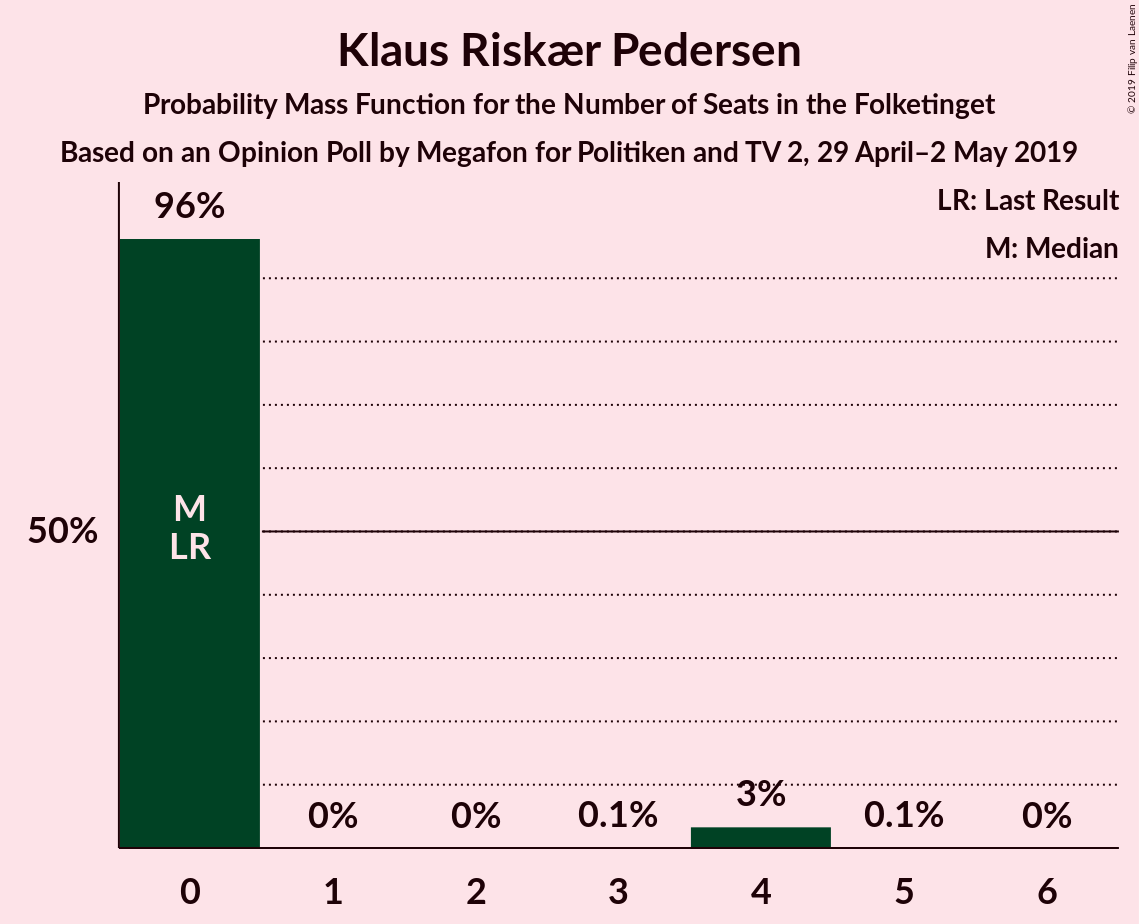 Klaus Riskær Pedersen
Probability Mass Function for the Number of Seats in the Folketinget
Based on an Opinion Poll by Megafon for Politiken and TV 2, 29 April–2 May 2019
© 2019 Filip van Laenen
LR: Last Result
M: Median
96%
M
LR
50%
0%
0%
0.1%
3%
0.1%
0%
0
1
2
3
4
5
6